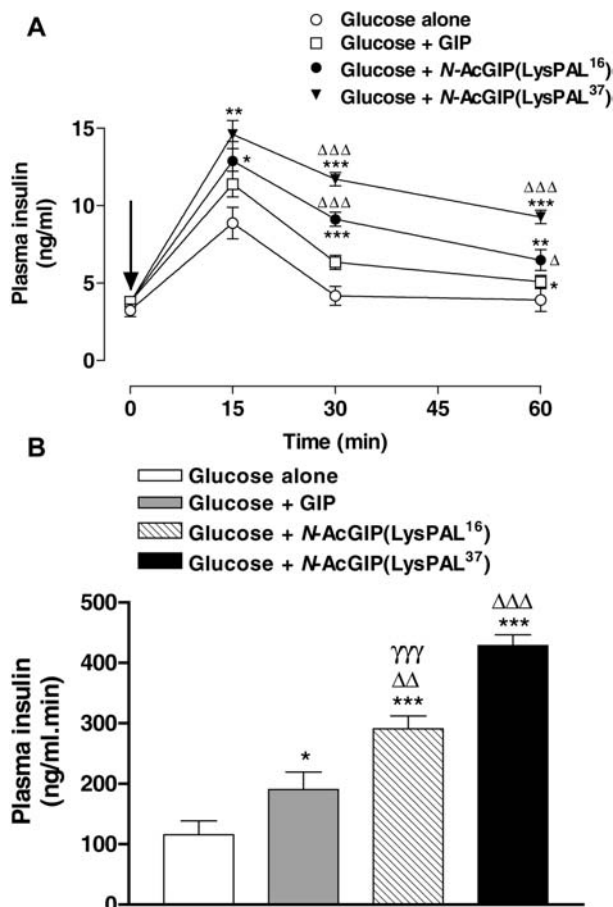 A
Glucose alone
Glucose + GIP
Glucose + N-AcGIP(LysPAL16)
Glucose + N-AcGIP(LysPAL37)
Plasma insulin
(ng/ml)
15
10
5
0
**
*
ΔΔΔ
***
ΔΔΔ
***
ΔΔΔ
***
**
Δ
*
0 15 30 45 60
Time (min)
B
Glucose alone
Glucose + GIP
Glucose + N-AcGIP(LysPAL16)
Glucose + N-AcGIP(LysPAL37)
Plasma insulin
(ng/ml.min)
500
400
300
200
100
0
*
γγγ
ΔΔ
***
ΔΔΔ
***